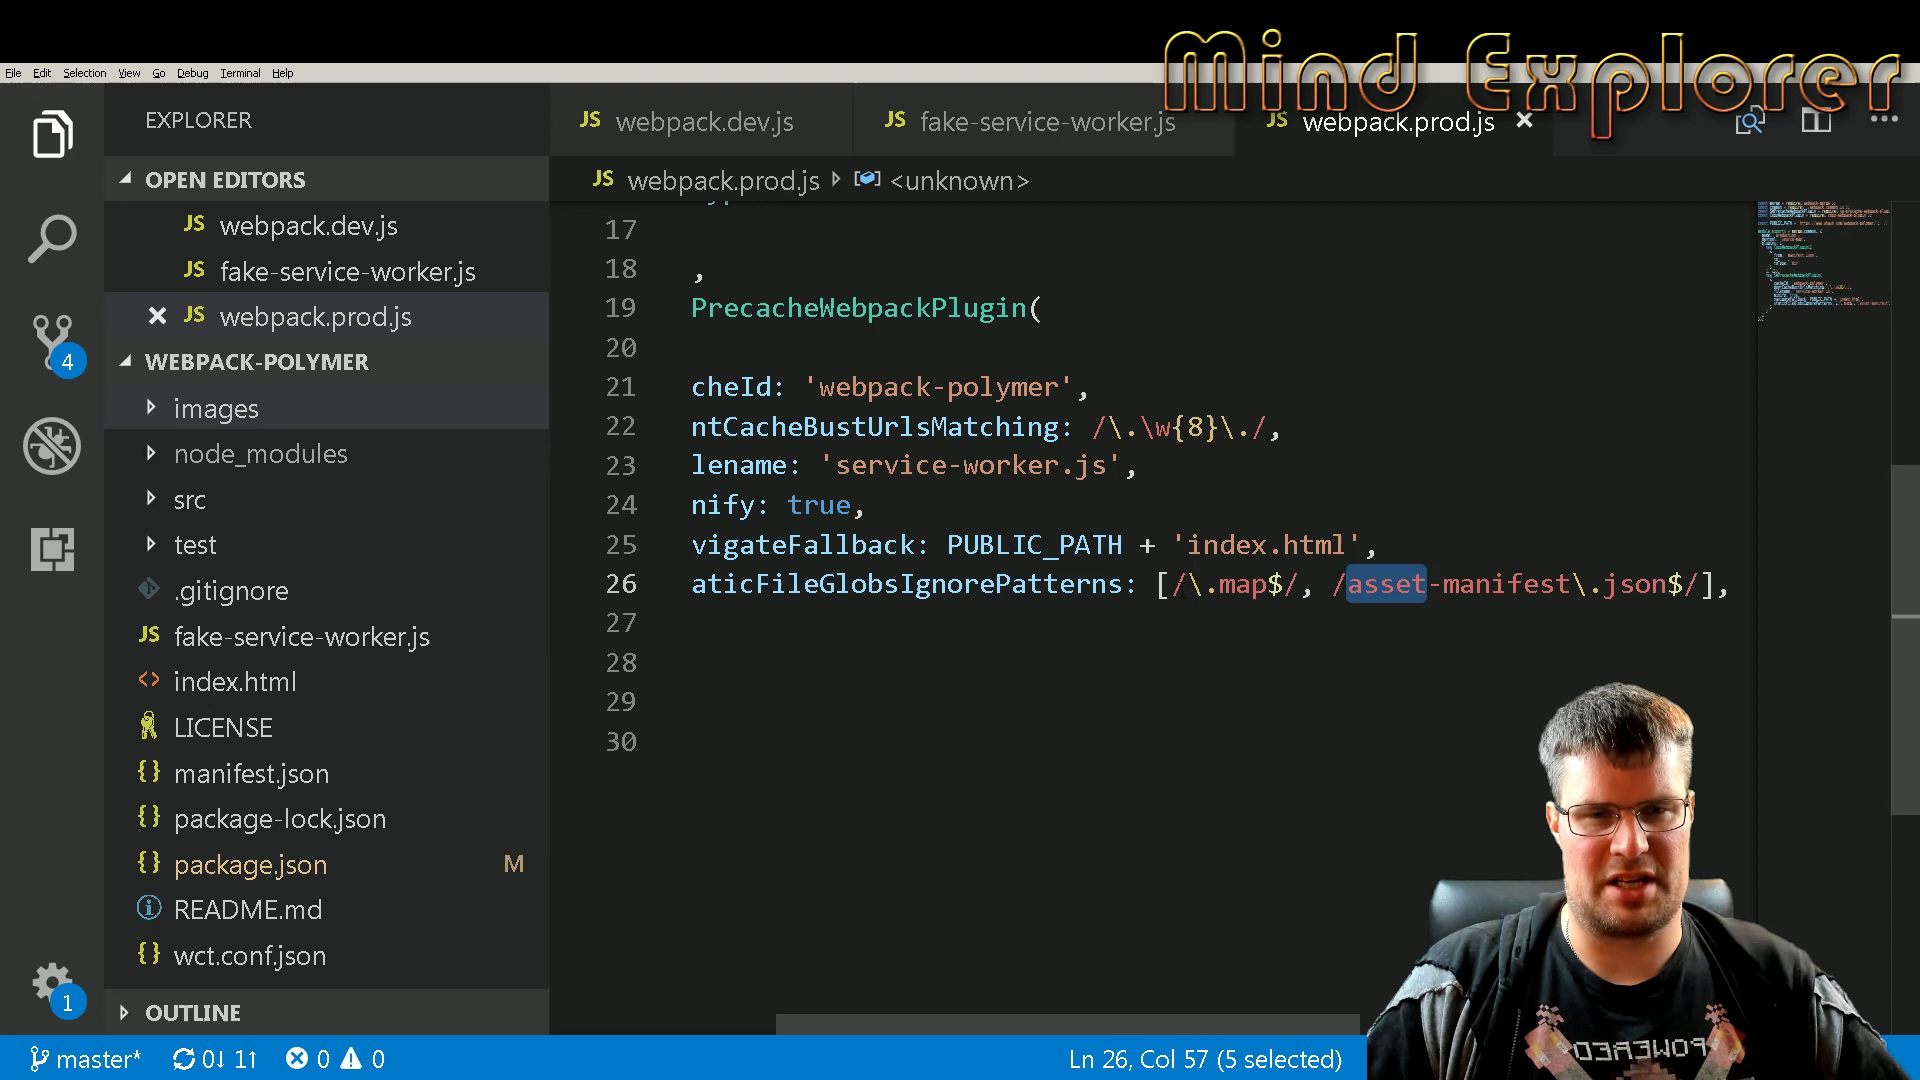 Mind Explorer
File Edit Selection View Go Debug Terminal Help
EXPLORER
OPEN EDITORS
JS webpack.dev.js
JS fake-service-worker.js
JS webpack.prod.js
WEBPACK-POLYMER
images
node_modules
src
test
.gitignore
JS fake-service-worker.js
<> index.html
LICENSE
{} manifest.json
{} package-lock.json
{} package.json M
README.md
{} wct.conf.json
OUTLINE
4
1
JS webpack.dev.js
JS fake-service-worker.js
JS webpack.prod.js
JS webpack.prod.js <unknown>
17
18 ,
19 PrecacheWebpackPlugin(
20
21 cheId: 'webpack-polymer',
22 ntCacheBustUrlsMatching: /\.\w{8}\./,
23 lename: 'service-worker.js',
24 nify: true,
25 vigateFallback: PUBLIC_PATH + 'index.html',
26 aticFileGlobsIgnorePatterns: [/\.map$/, /asset-manifest\.json$/],
27
28
29
30
POWERED
master* 0↓ 1↑ 0 0
Ln 26, Col 57 (5 selected)